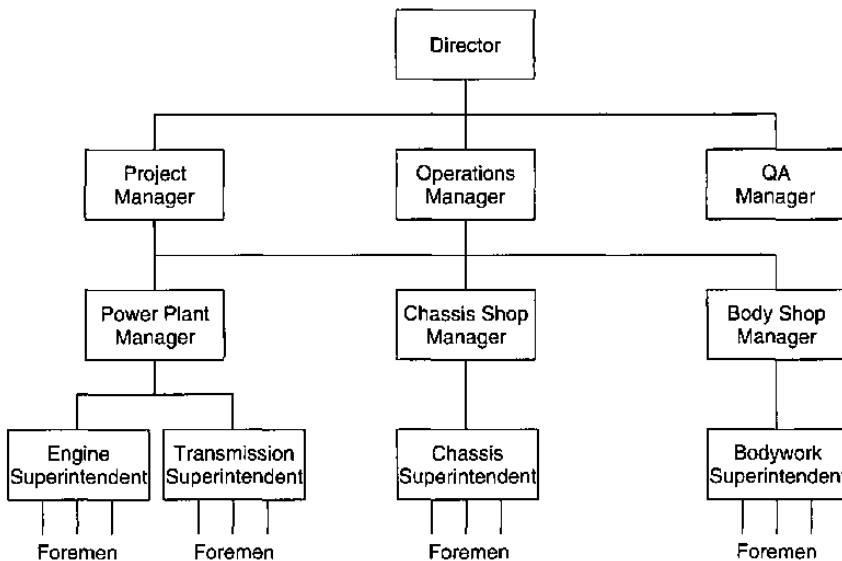 Director
Project
Manager
Operations
Manager
QA
Manager
Power Plant
Manager
Chassis Shop
Manager
Body Shop
Manager
Engine
Superintendent
Transmission
Superintendent
Chassis
Superintendent
Bodywork
Superintendent
Foremen
Foremen
Foremen
Foremen